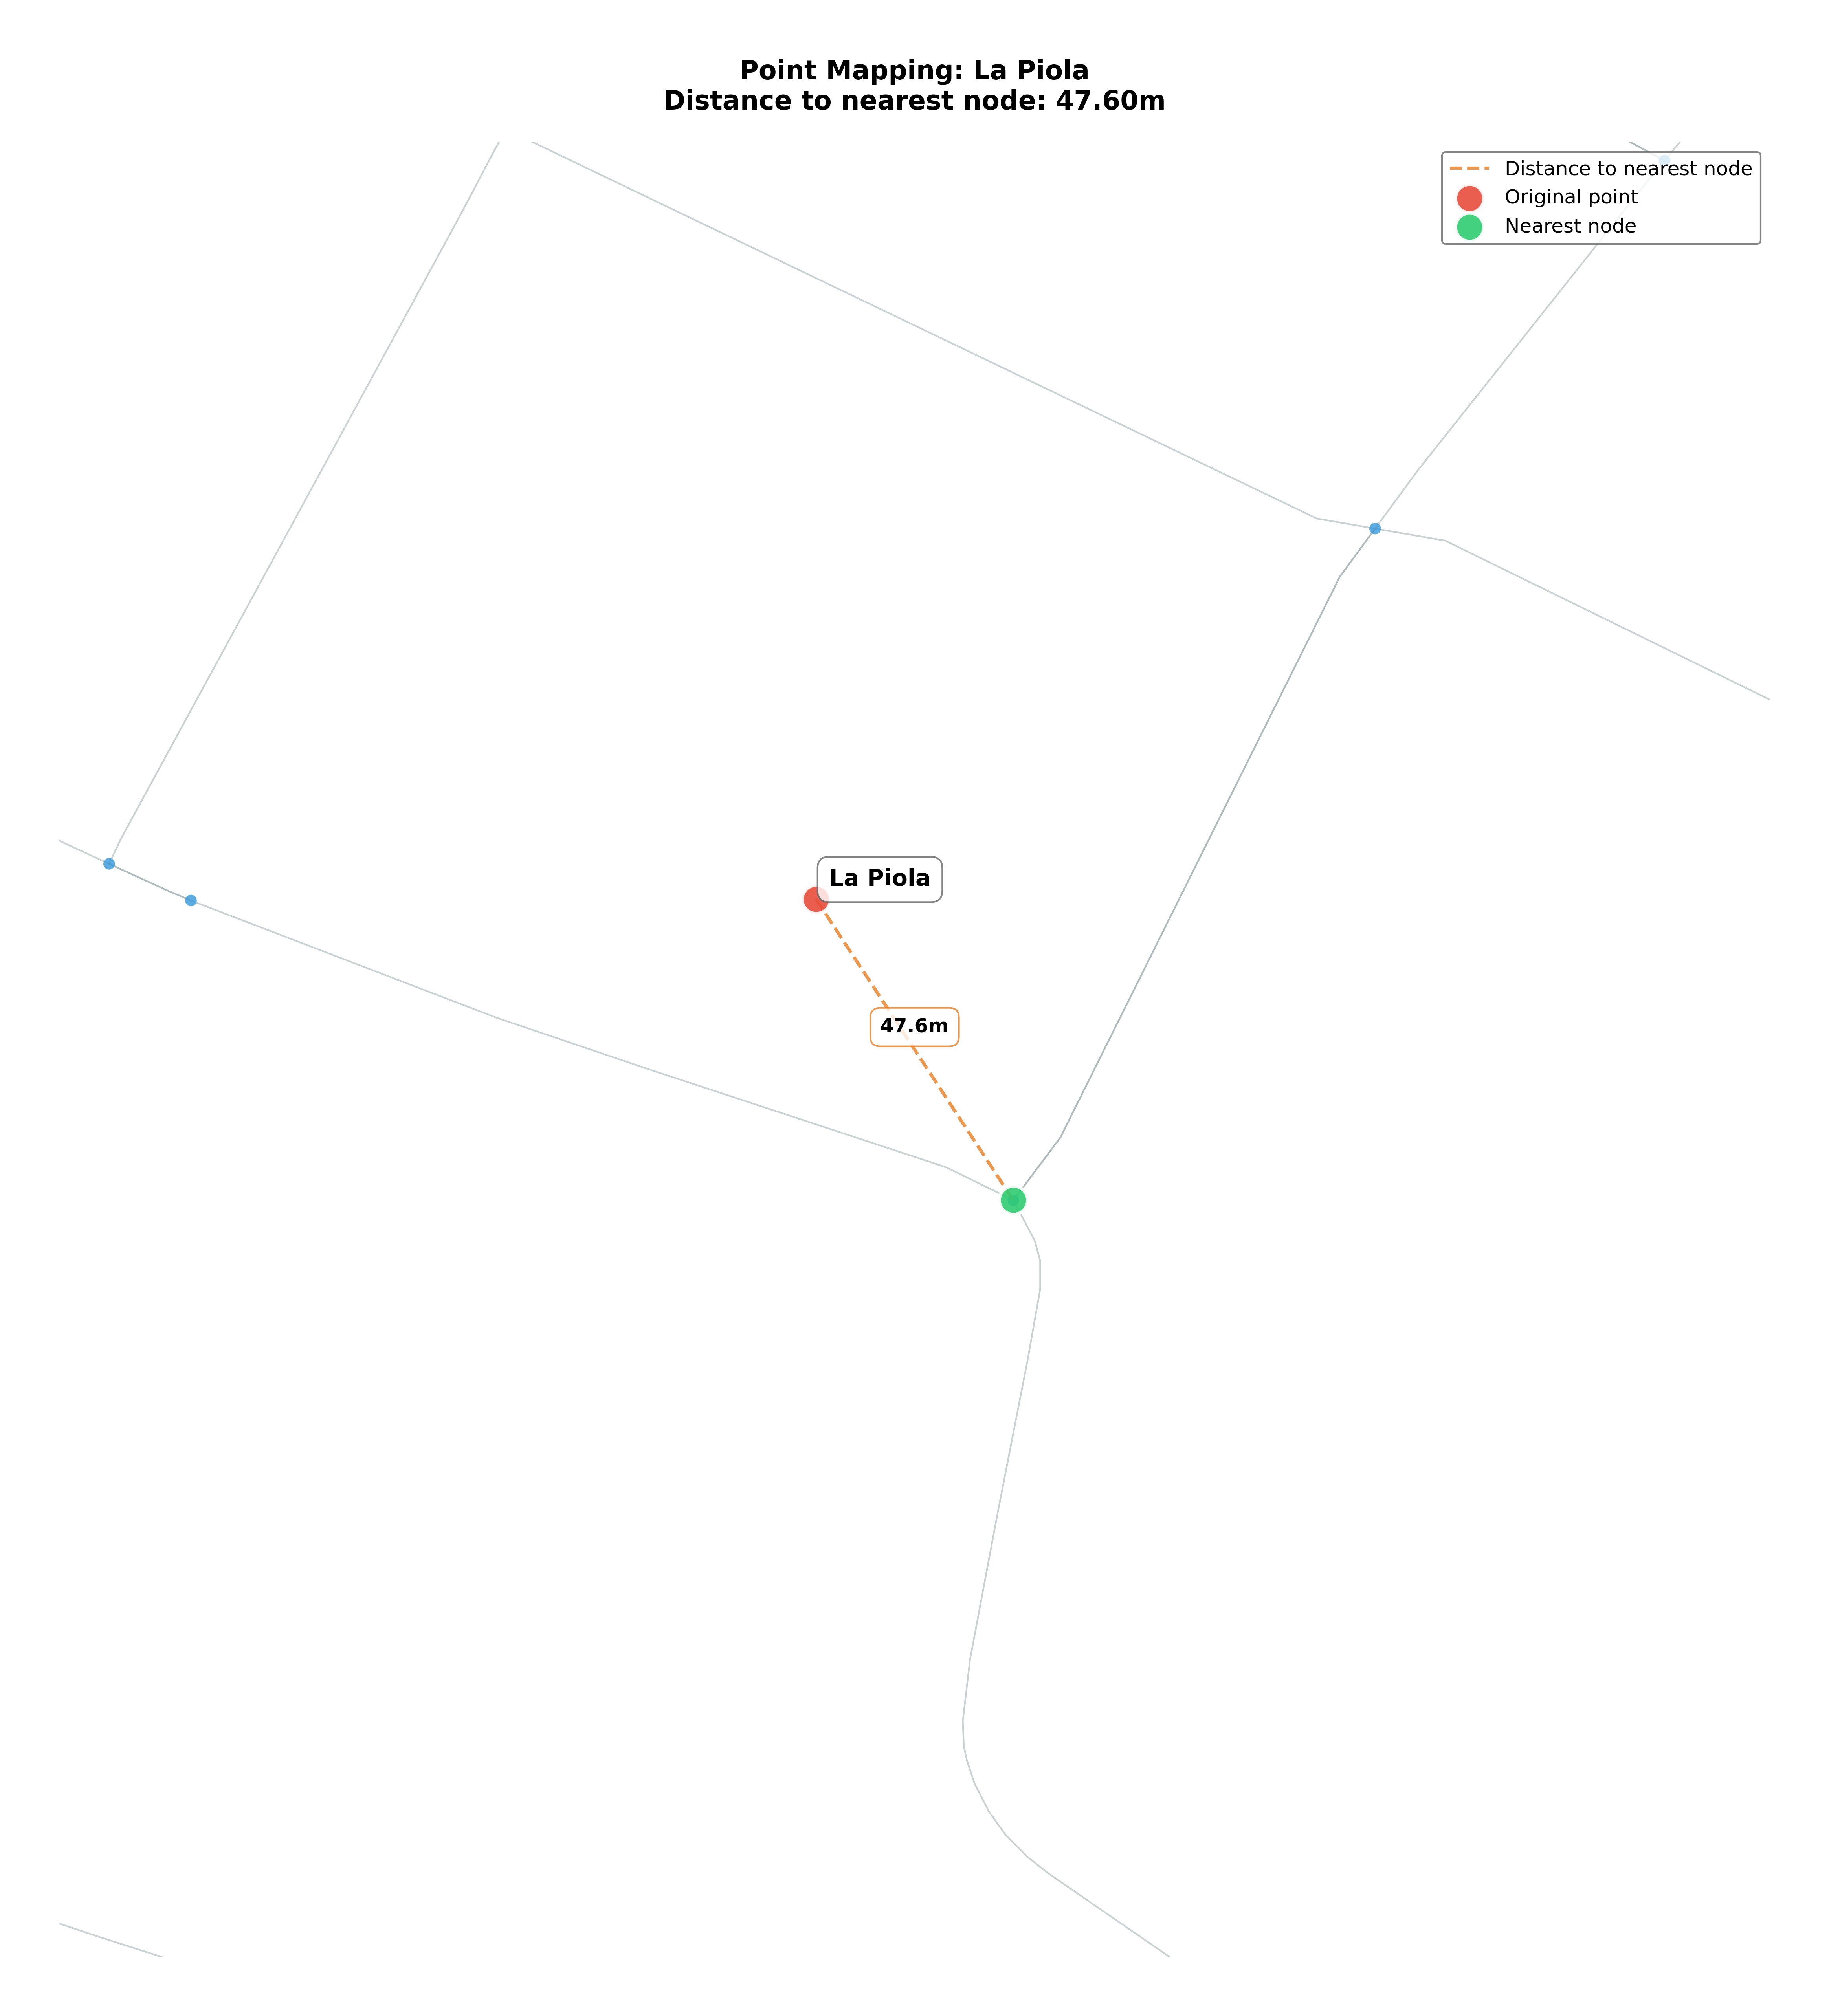 Point Mapping: La Piola
Distance to nearest node: 47.60m
Distance to nearest node
Original point
Nearest node
La Piola
47.6m